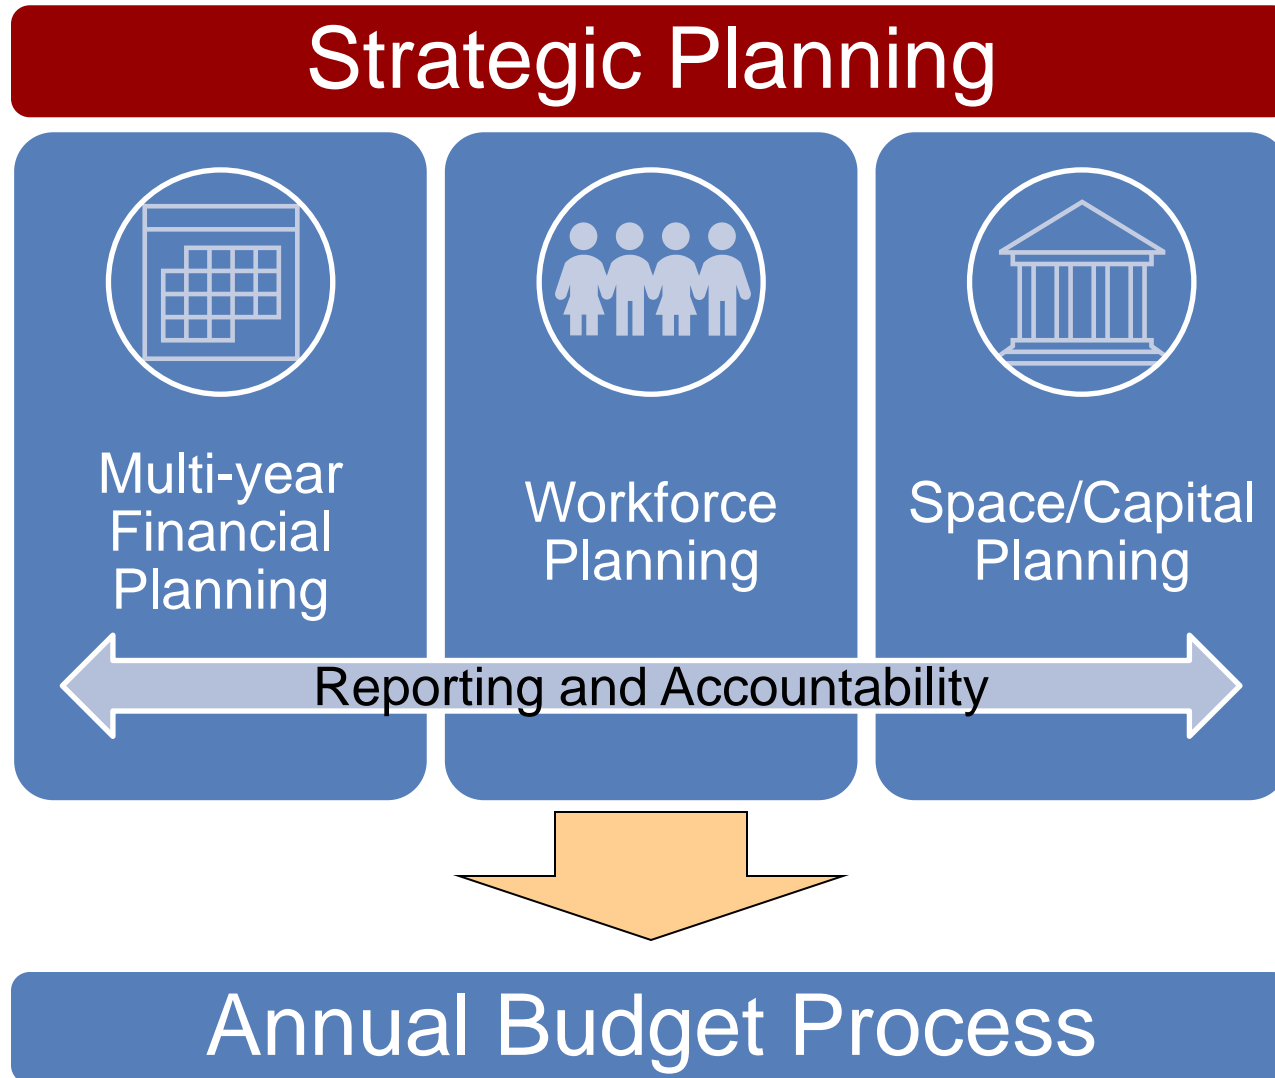 Strategic Planning
Multi-year
Financial
Planning
Workforce
Planning
Space/Capital
Planning
Reporting and Accountability
Annual Budget Process